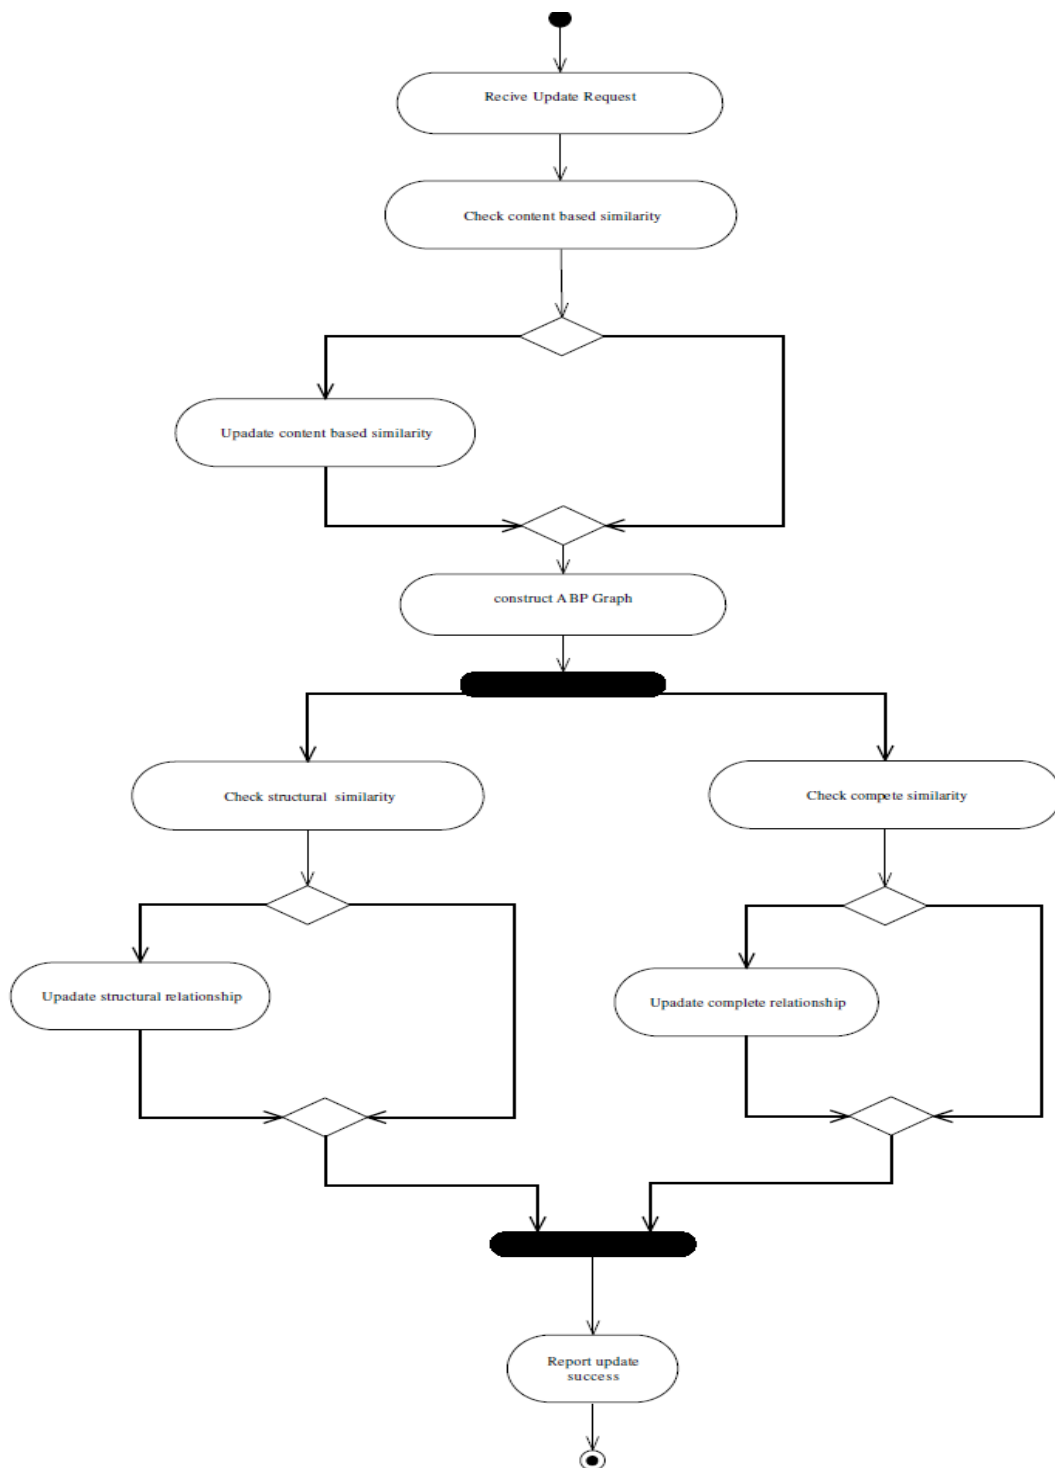 Recive Update Request
Check content based similarity
Upadate content based similarity
construct ABP Graph
Check structural similarity
Check compete similarity
Upadate structural relationship
Upadate complete relationship
Report update
success